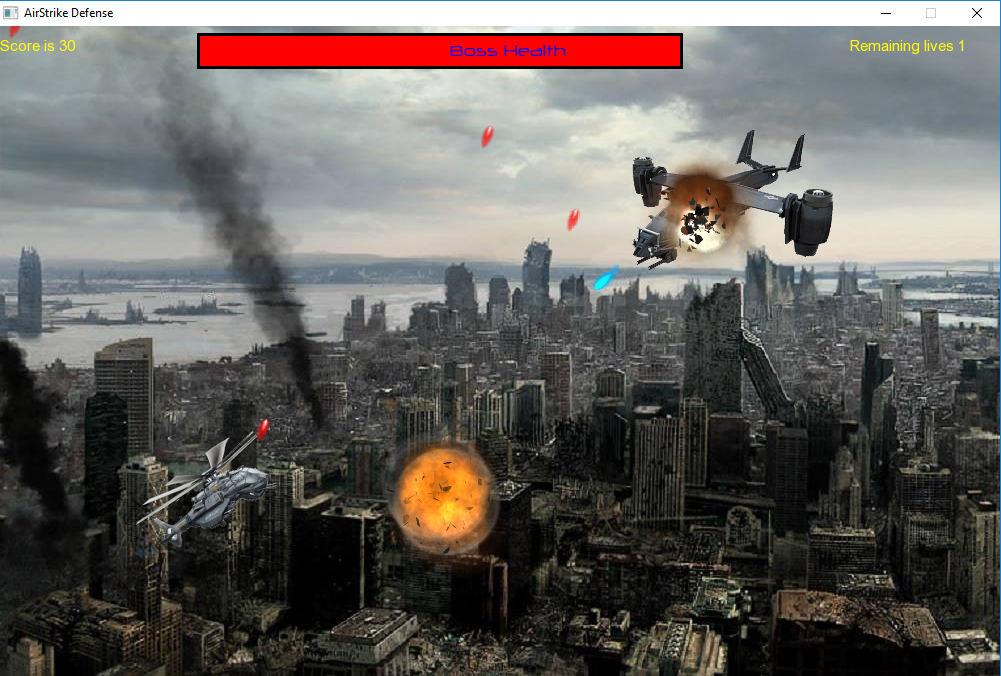 AirStrike Defense
Score is 30
Boss Health
Remaining lives 1